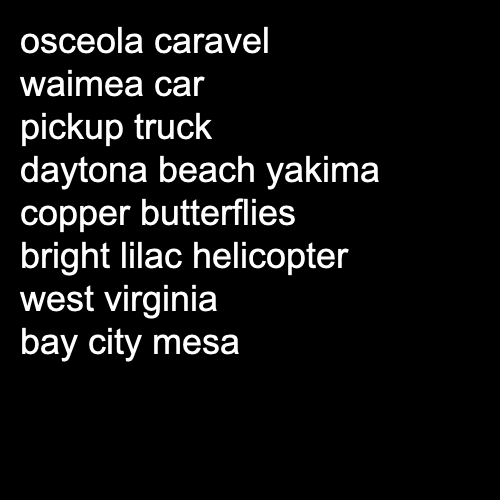 osceola caravel
waimea car
pickup truck
daytona beach yakima
copper butterflies
bright lilac helicopter
west virginia
bay city mesa